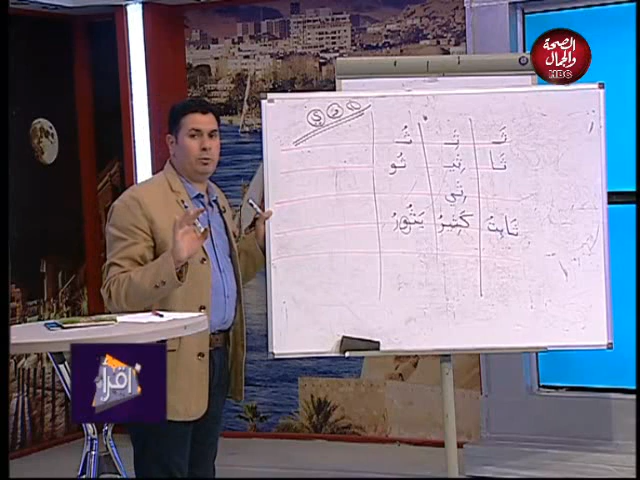 الصحة
والجمال
HBC
ا و ي
ثَ ثِ ثُ
ثَا ثِيـ ثُو
ثِي
ثَابِتُ كَثِيرُ يَثُورُ
اقرأ